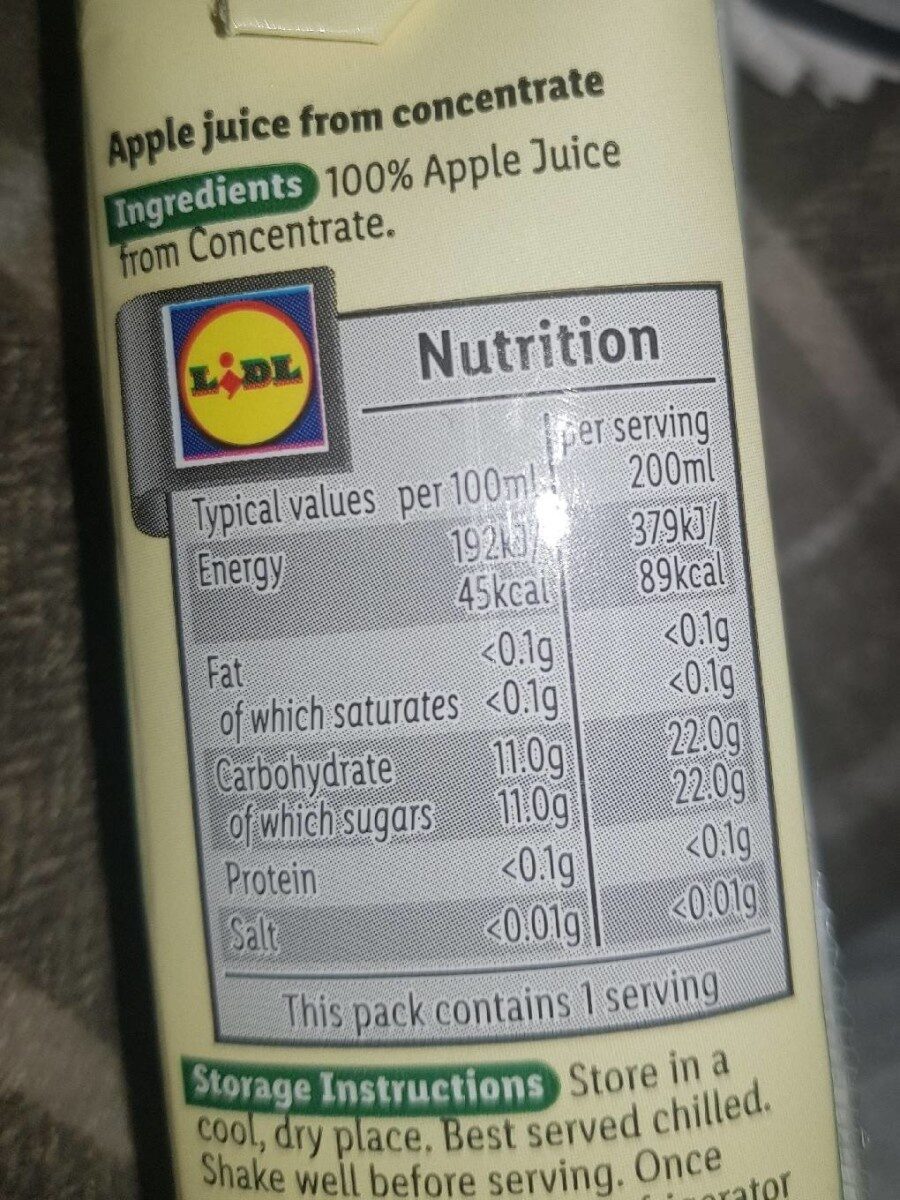 Apple juice from concentrate
Ingredients 100% Apple Juice
from Concentrate.
LIDL
Nutrition
per serving
Typical values per 100ml 200ml
Energy 192kJ/ 379kJ/
45kcal 89kcal
Fat <0.1g <0.1g
of which saturates <0.1g <0.1g
Carbohydrate 11.0g 22.0g
of which sugars 11.0g 22.0g
Protein <0.1g <0.1g
Salt <0.01g <0.01g
This pack contains 1 serving
Storage Instructions Store in a
cool, dry place. Best served chilled.
Shake well before serving. Once